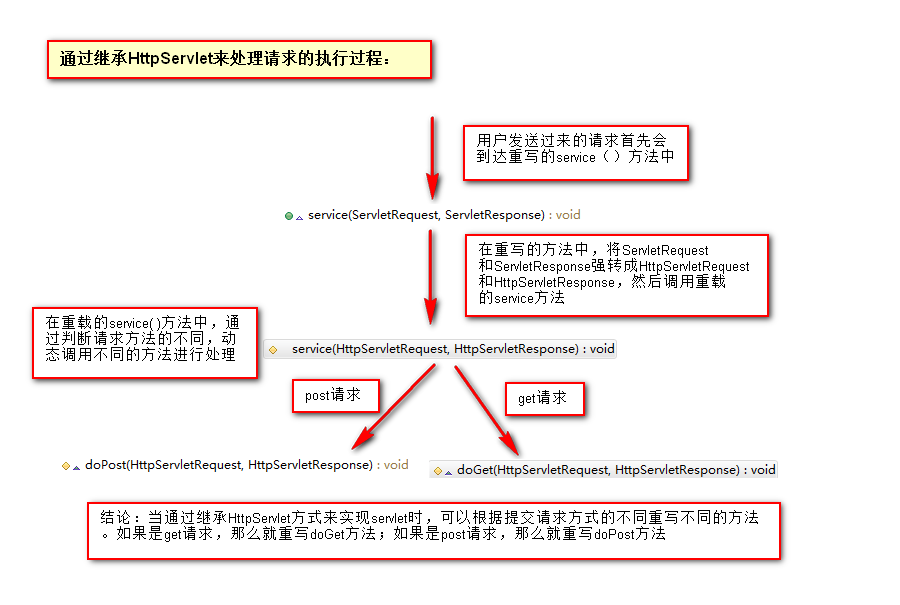 通过继承HttpServlet来处理请求的执行过程：
用户发送过来的请求首先会
到达重写的service（）方法中
service(ServletRequest, ServletResponse) : void
在重写的方法中，将ServletRequest
和ServletResponse强转成HttpServletRequest
和HttpServletResponse，然后调用重载
的service方法
在重载的service( )方法中，通
过判断请求方法的不同，动
态调用不同的方法进行处理
service(HttpServletRequest, HttpServletResponse) : void
post请求
get请求
doPost(HttpServletRequest, HttpServletResponse) : void
doGet(HttpServletRequest, HttpServletResponse) : void
结论：当通过继承HttpServlet方式来实现servlet时，可以根据提交请求方式的不同重写不同的方法
。如果是get请求，那么就重写doGet方法；如果是post请求，那么就重写doPost方法